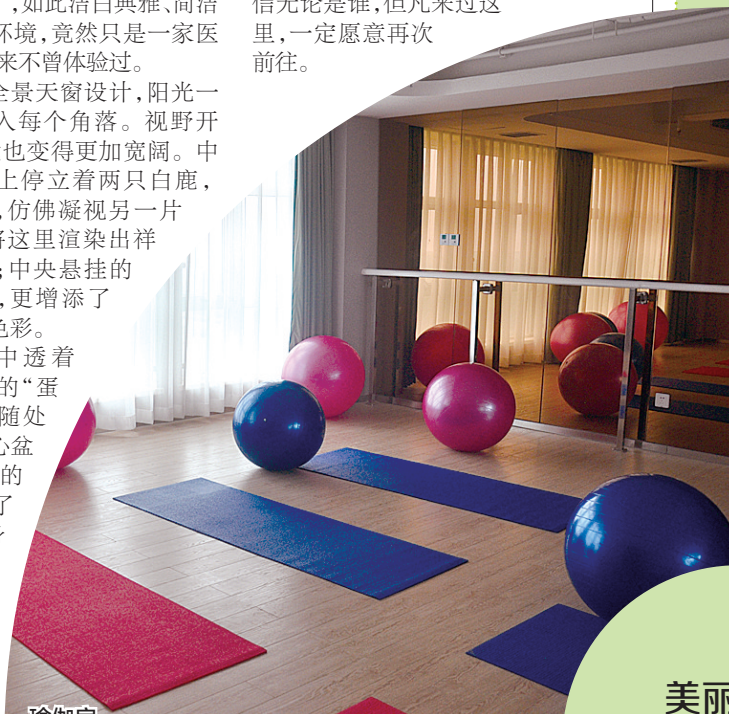 ,如此洁白典雅、简洁
环境,竟然只是一家医
来不曾体验过。
全景天窗设计,阳光一
入每个角落。视野开
也变得更加宽阔。中
上停立着两只白鹿,
,仿佛凝视另一片
将这里渲染出祥
;中央悬挂的
,更增添了
色彩。
中透着
的“蛋
随处
心盆
的
了
信无论是谁,但凡来过这
里,一定愿意再次
前往。
瑜伽室
美丽